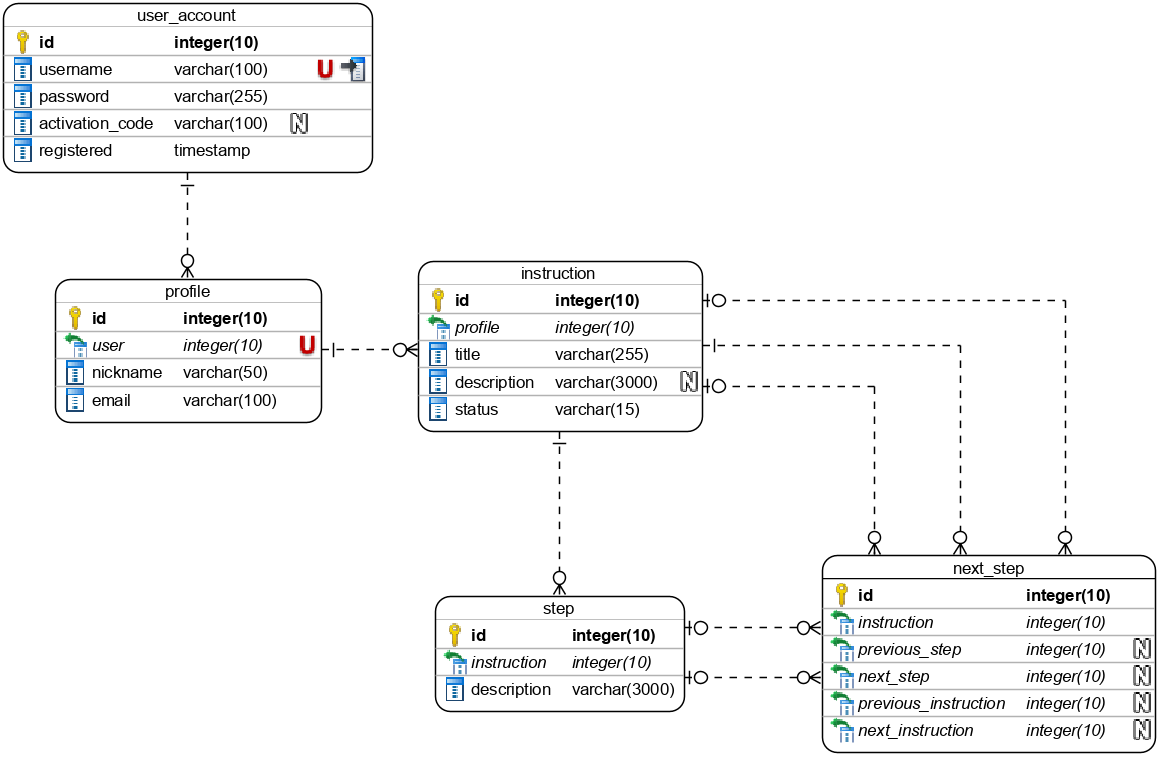 user_account
id integer(10)
username varchar(100) U
password varchar(255)
activation_code varchar(100) N
registered timestamp
profile
id integer(10)
user integer(10) U
nickname varchar(50)
email varchar(100)
instruction
id integer(10)
profile integer(10)
title varchar(255)
description varchar(3000) N
status varchar(15)
step
id integer(10)
instruction integer(10)
description varchar(3000)
next_step
id integer(10)
instruction integer(10)
previous_step integer(10) N
next_step integer(10) N
previous_instruction integer(10) N
next_instruction integer(10) N